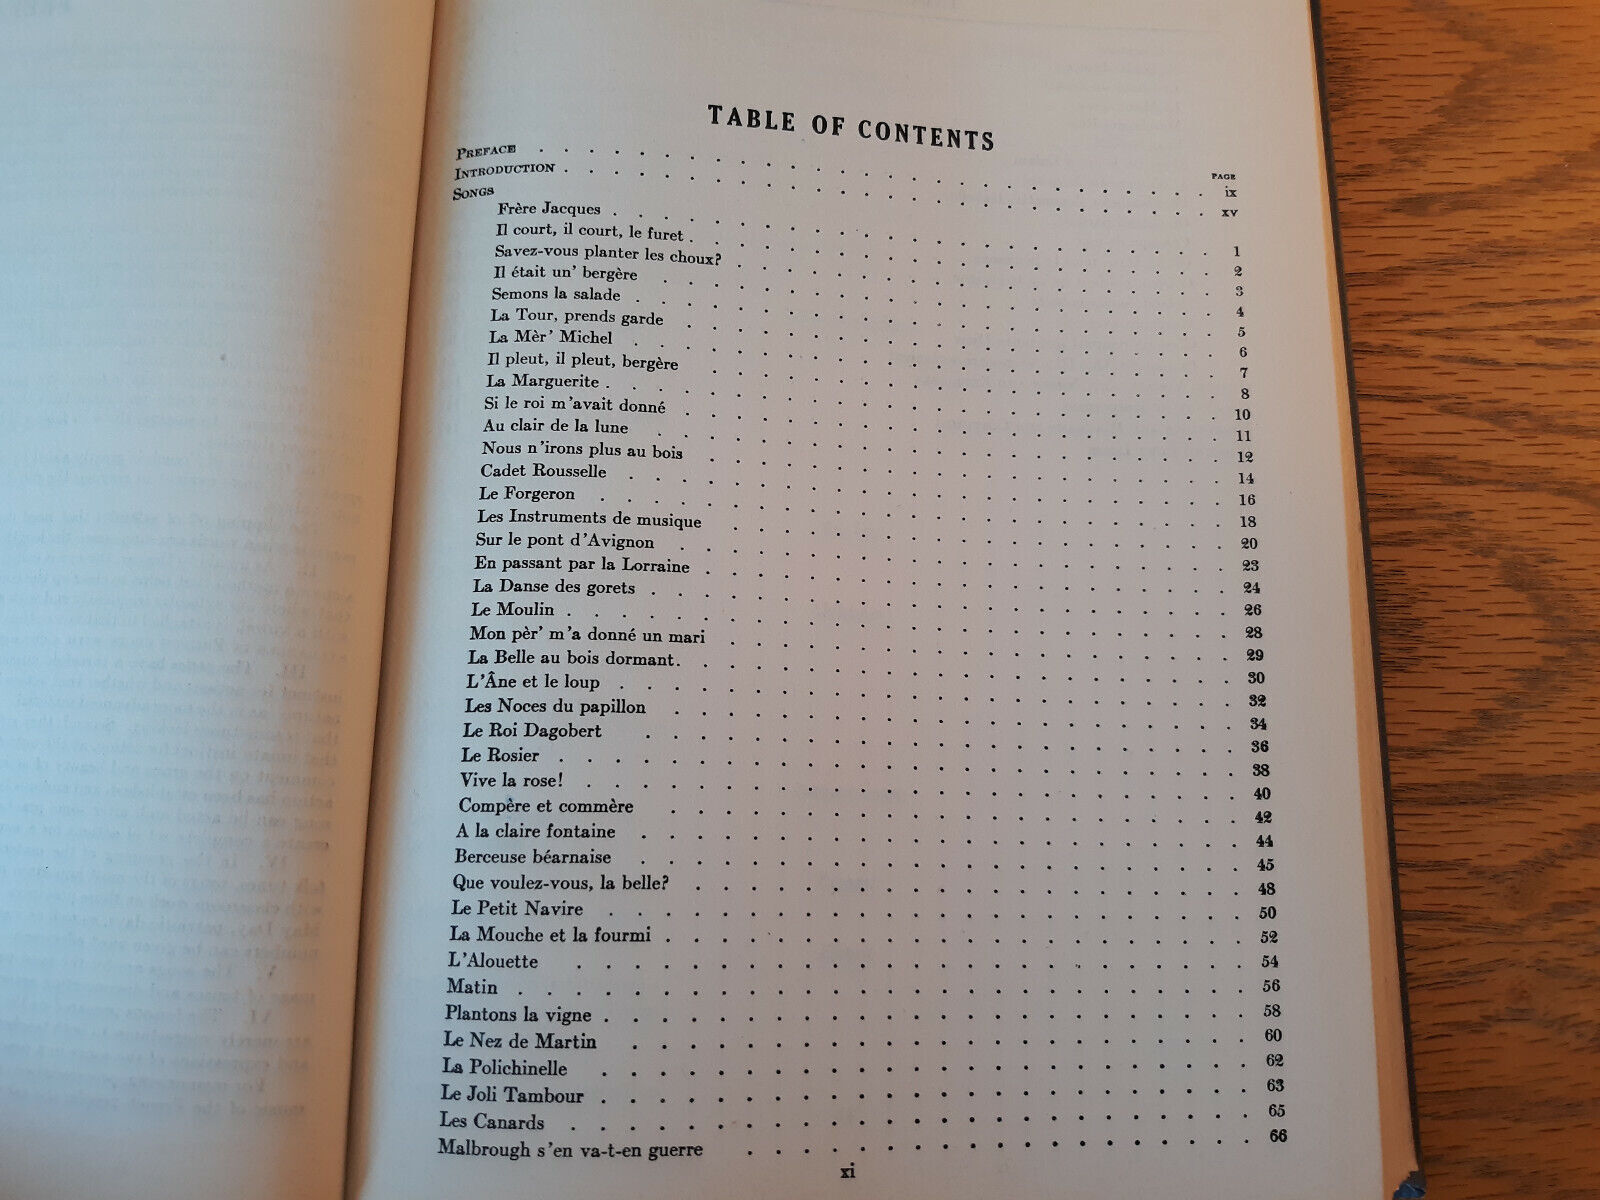 TABLE OF CONTENTS
PAGE
PREFACE . . . . . . . . . . . . . . . . . . . . ix
INTRODUCTION . . . . . . . . . . . . . . . . . . . . xv
SONGS
Frère Jacques . . . . . . . . . . . . . . . . . . . . 1
Il court, il court, le furet . . . . . . . . . . . . . . . . . . . . 2
Savez-vous planter les choux? . . . . . . . . . . . . . . . . . . . . 3
Il était un' bergère . . . . . . . . . . . . . . . . . . . . 4
Semons la salade . . . . . . . . . . . . . . . . . . . . 5
La Tour, prends garde . . . . . . . . . . . . . . . . . . . . 6
La Mèr' Michel . . . . . . . . . . . . . . . . . . . . 7
Il pleut, il pleut, bergère . . . . . . . . . . . . . . . . . . . . 8
La Marguerite . . . . . . . . . . . . . . . . . . . . 10
Si le roi m'avait donné . . . . . . . . . . . . . . . . . . . . 11
Au clair de la lune . . . . . . . . . . . . . . . . . . . . 12
Nous n'irons plus au bois . . . . . . . . . . . . . . . . . . . . 14
Cadet Rousselle . . . . . . . . . . . . . . . . . . . . 16
Le Forgeron . . . . . . . . . . . . . . . . . . . . 18
Les Instruments de musique . . . . . . . . . . . . . . . . . . . . 20
Sur le pont d'Avignon . . . . . . . . . . . . . . . . . . . . 23
En passant par la Lorraine . . . . . . . . . . . . . . . . . . . . 24
La Danse des gorets . . . . . . . . . . . . . . . . . . . . 26
Le Moulin . . . . . . . . . . . . . . . . . . . . 28
Mon pèr' m'a donné un mari . . . . . . . . . . . . . . . . . . . . 29
La Belle au bois dormant . . . . . . . . . . . . . . . . . . . . 30
L'Âne et le loup . . . . . . . . . . . . . . . . . . . . 32
Les Noces du papillon . . . . . . . . . . . . . . . . . . . . 34
Le Roi Dagobert . . . . . . . . . . . . . . . . . . . . 36
Le Rosier . . . . . . . . . . . . . . . . . . . . 38
Vive la rose! . . . . . . . . . . . . . . . . . . . . 40
Compère et commère . . . . . . . . . . . . . . . . . . . . 42
A la claire fontaine . . . . . . . . . . . . . . . . . . . . 44
Berceuse béarnaise . . . . . . . . . . . . . . . . . . . . 45
Que voulez-vous, la belle? . . . . . . . . . . . . . . . . . . . . 48
Le Petit Navire . . . . . . . . . . . . . . . . . . . . 50
La Mouche et la fourmi . . . . . . . . . . . . . . . . . . . . 52
L'Alouette . . . . . . . . . . . . . . . . . . . . 54
Matin . . . . . . . . . . . . . . . . . . . . 56
Plantons la vigne . . . . . . . . . . . . . . . . . . . . 58
Le Nez de Martin . . . . . . . . . . . . . . . . . . . . 60
La Polichinelle . . . . . . . . . . . . . . . . . . . . 62
Le Joli Tambour . . . . . . . . . . . . . . . . . . . . 63
Les Canards . . . . . . . . . . . . . . . . . . . . 65
Malbrough s'en va-t-en guerre . . . . . . . . . . . . . . . . . . . . 66
xi